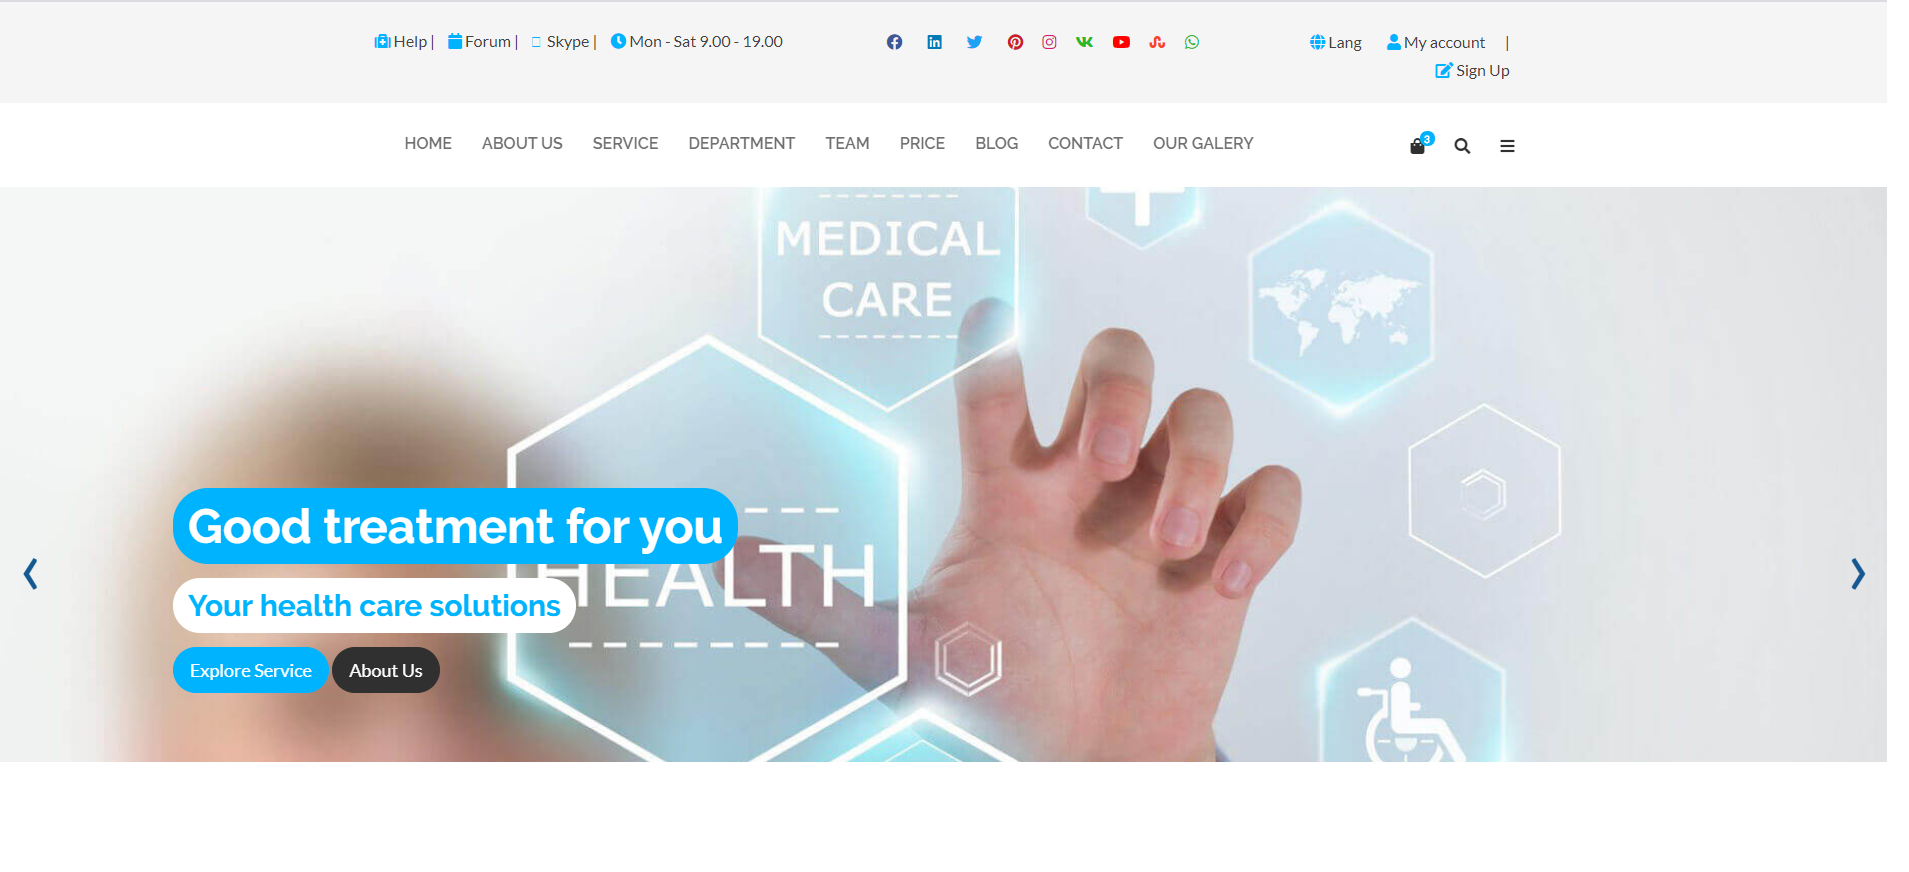 Help | Forum | Skype | Mon - Sat 9.00 - 19.00 Lang My account |
Sign Up
HOME ABOUT US SERVICE DEPARTMENT TEAM PRICE BLOG CONTACT OUR GALERY 3
MEDICAL
CARE
Good treatment for you
HEALTH
Your health care solutions
Explore Service About Us